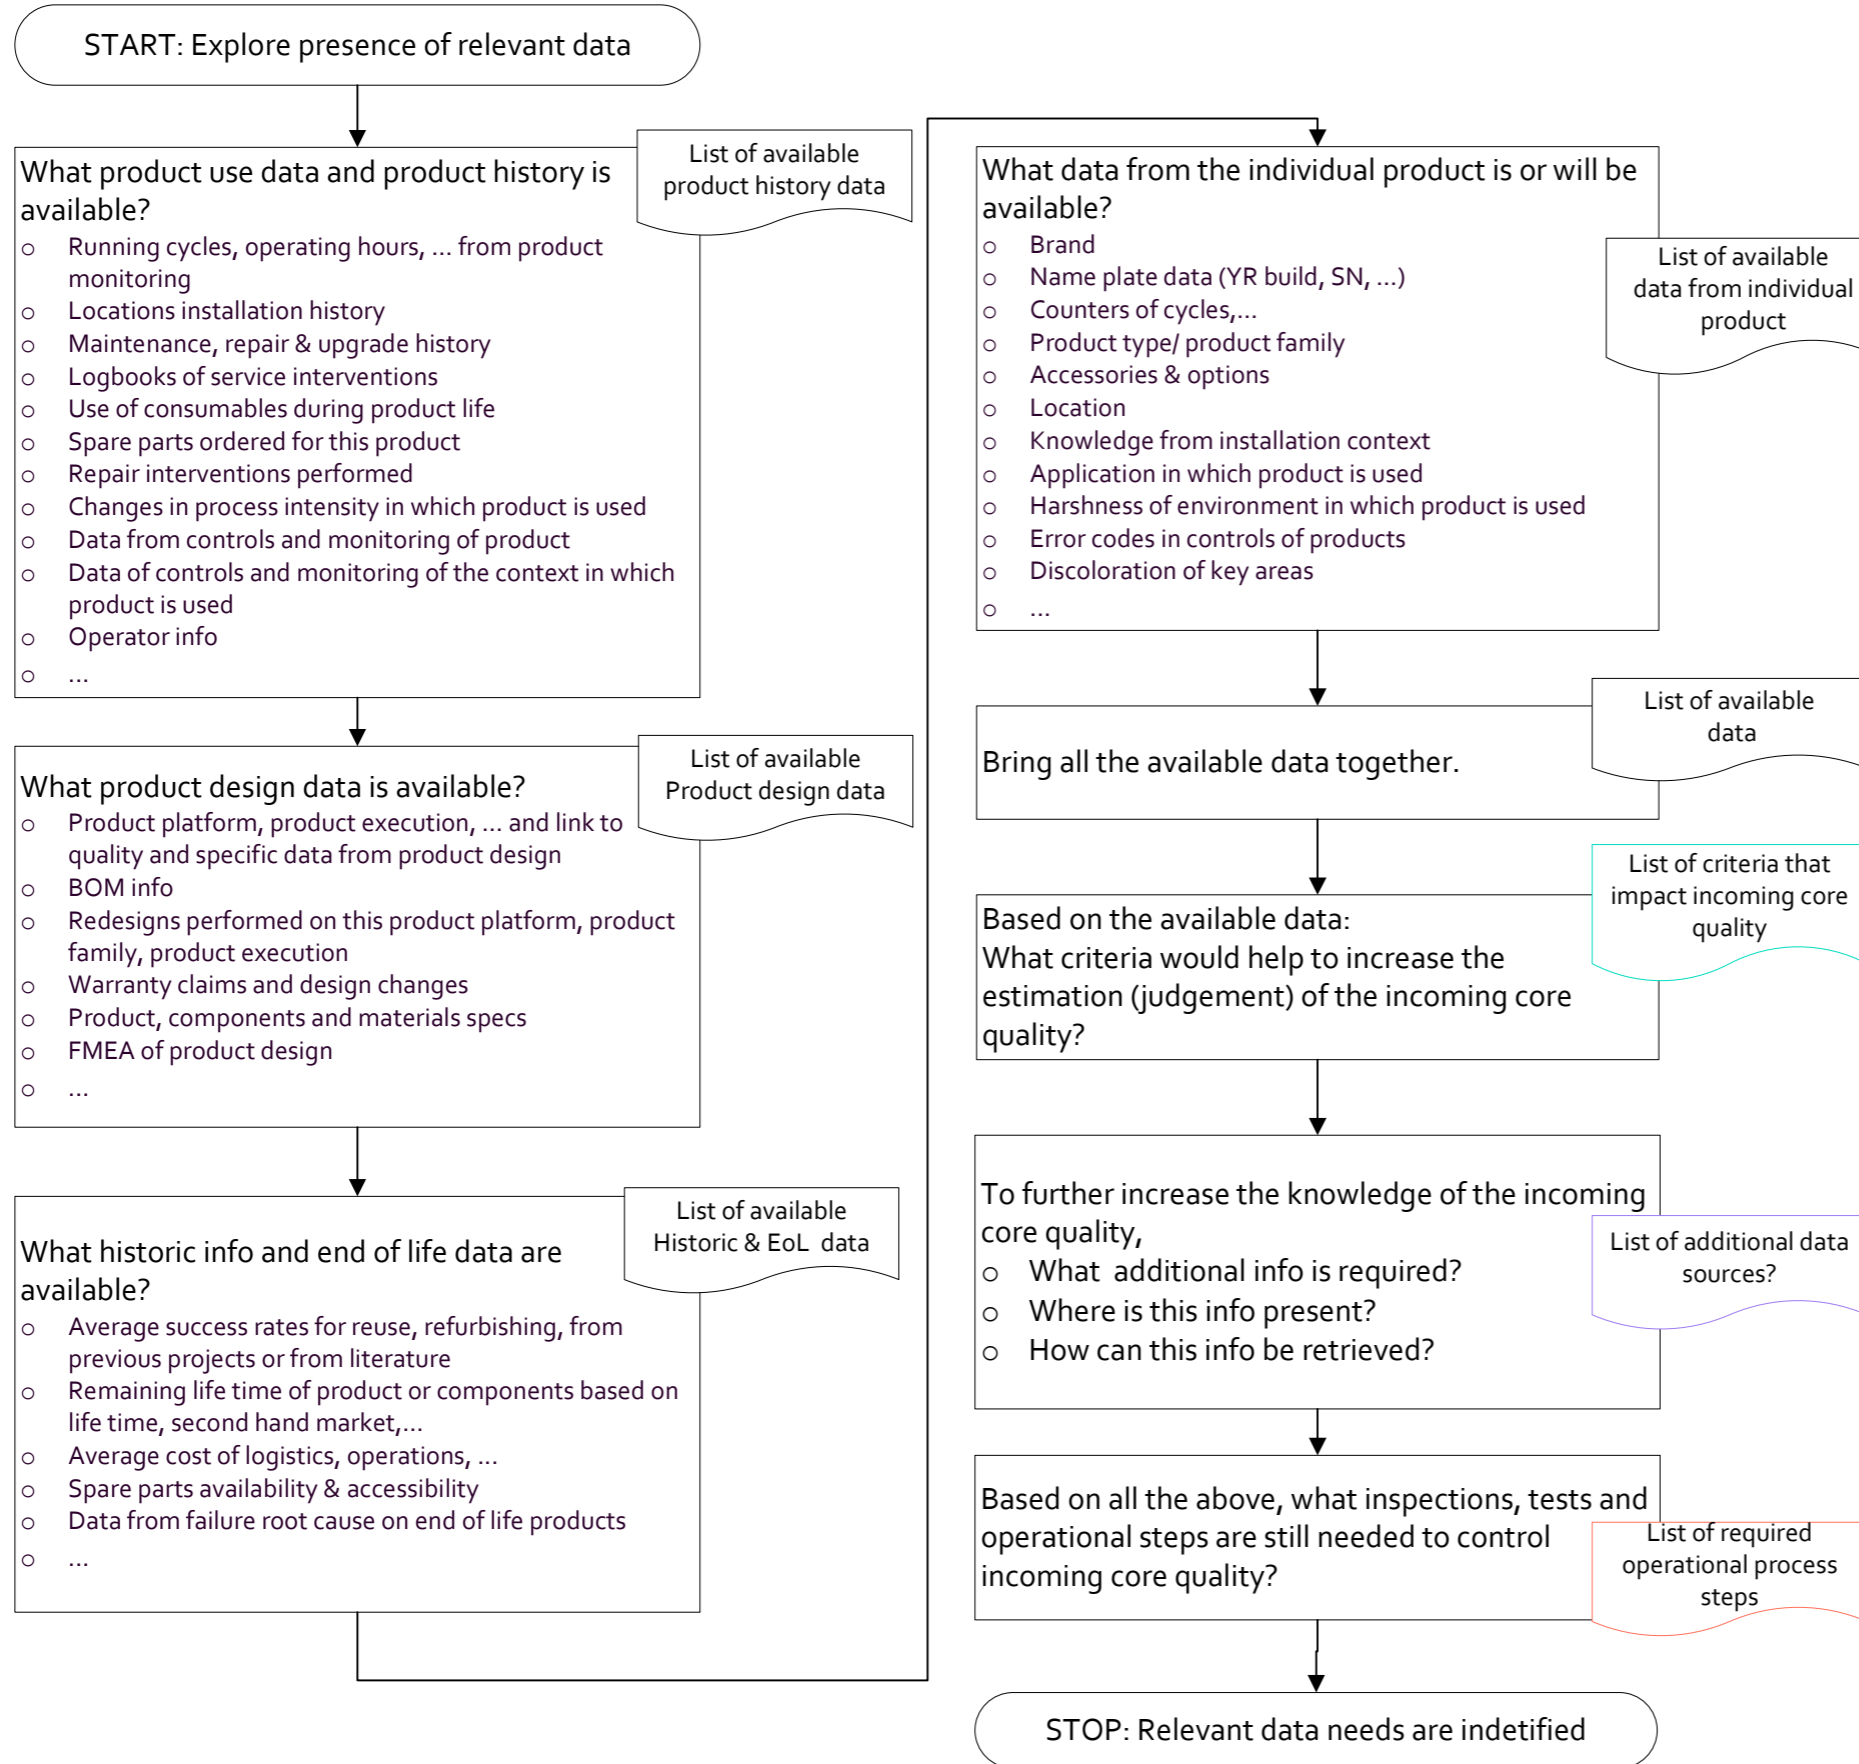 START: Explore presence of relevant data
What product use data and product history is
available?
o Running cycles, operating hours, ... from product
monitoring
o Locations installation history
o Maintenance, repair & upgrade history
o Logbooks of service interventions
o Use of consumables during product life
o Spare parts ordered for this product
o Repair interventions performed
o Changes in process intensity in which product is used
o Data from controls and monitoring of product
o Data of controls and monitoring of the context in which
product is used
o Operator info
o ...
List of available
product history data
What product design data is available?
o Product platform, product execution, ... and link to
quality and specific data from product design
o BOM info
o Redesigns performed on this product platform, product
family, product execution
o Warranty claims and design changes
o Product, components and materials specs
o FMEA of product design
o ...
List of available
Product design data
What historic info and end of life data are
available?
o Average success rates for reuse, refurbishing, from
previous projects or from literature
o Remaining life time of product or components based on
life time, second hand market,...
o Average cost of logistics, operations, ...
o Spare parts availability & accessibility
o Data from failure root cause on end of life products
o ...
List of available
Historic & EoL data
What data from the individual product is or will be
available?
o Brand
o Name plate data (YR build, SN, ...)
o Counters of cycles,...
o Product type/ product family
o Accessories & options
o Location
o Knowledge from installation context
o Application in which product is used
o Harshness of environment in which product is used
o Error codes in controls of products
o Discoloration of key areas
o ...
List of available
data from individual
product
Bring all the available data together.
List of available
data
Based on the available data:
What criteria would help to increase the
estimation (judgement) of the incoming core
quality?
List of criteria that
impact incoming core
quality
To further increase the knowledge of the incoming
core quality,
o What additional info is required?
o Where is this info present?
o How can this info be retrieved?
List of additional data
sources?
Based on all the above, what inspections, tests and
operational steps are still needed to control
incoming core quality?
List of required
operational process
steps
STOP: Relevant data needs are indetified